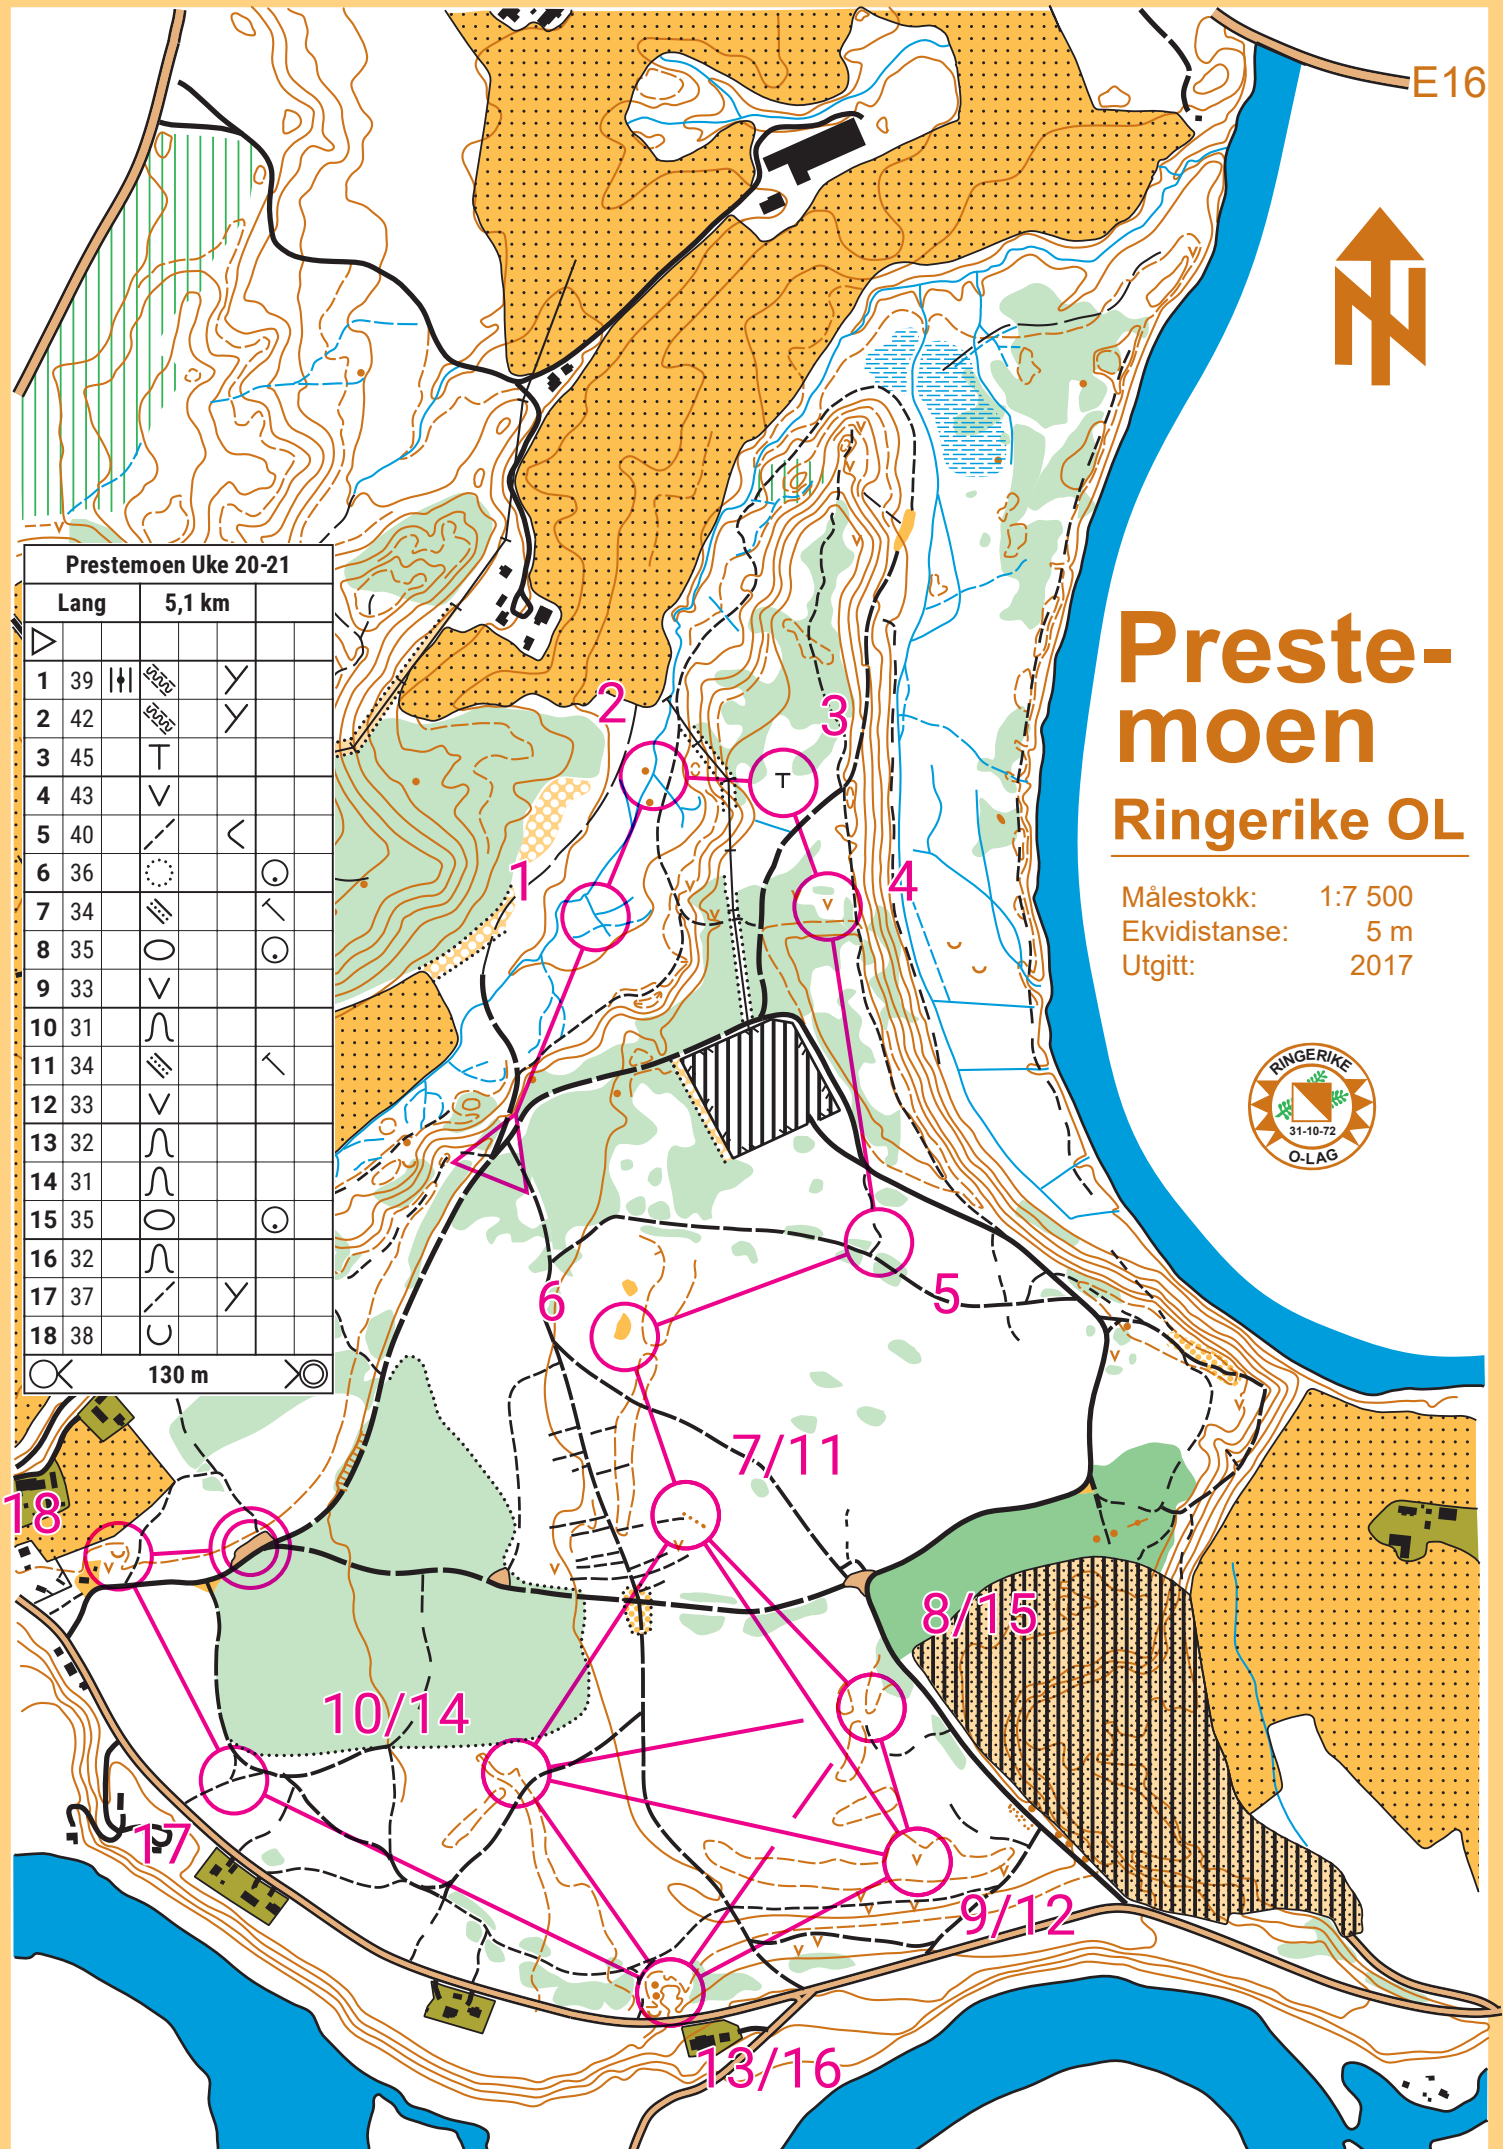 E16
N
Preste-
moen
Ringerike OL
Målestokk: 1:7 500
Ekvidistanse: 5 m
Utgitt: 2017
RINGERIKE
31-10-72
O-LAG
Prestemoen Uke 20-21
Lang 5,1 km
1 39
2 42
3 45
4 43
5 40
6 36
7 34
8 35
9 33
10 31
11 34
12 33
13 32
14 31
15 35
16 32
17 37
18 38
130 m
2
3
1
4
6
5
7/11
18
8/15
10/14
17
9/12
13/16